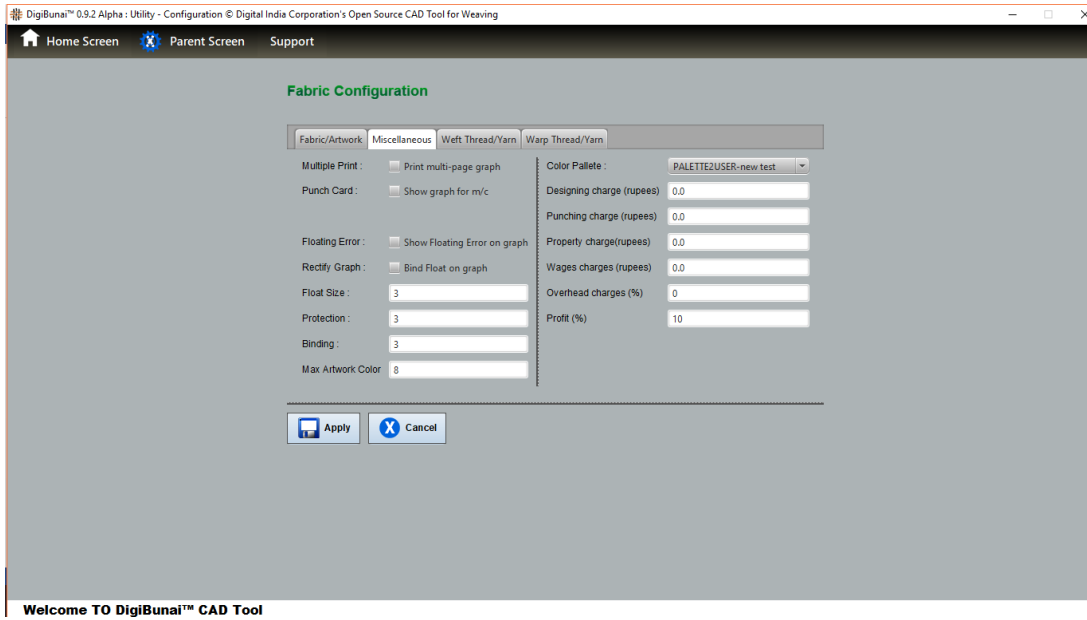 DigiBunai™ 0.9.2 Alpha : Utility - Configuration © Digital India Corporation's Open Source CAD Tool for Weaving
Home Screen Parent Screen Support
Fabric Configuration
Fabric/Artwork Miscellaneous Weft Thread/Yarn Warp Thread/Yarn
Multiple Print : Print multi-page graph
Punch Card : Show graph for m/c
Floating Error : Show Floating Error on graph
Rectify Graph : Bind Float on graph
Float Size : 3
Protection : 3
Binding : 3
Max Artwork Color 8
Color Pallete : PALETTE2USER-new test
Designing charge (rupees) 0.0
Punching charge (rupees) 0.0
Property charge(rupees) 0.0
Wages charges (rupees) 0.0
Overhead charges (%) 0
Profit (%) 10
Apply Cancel
Welcome TO DigiBunai™ CAD Tool